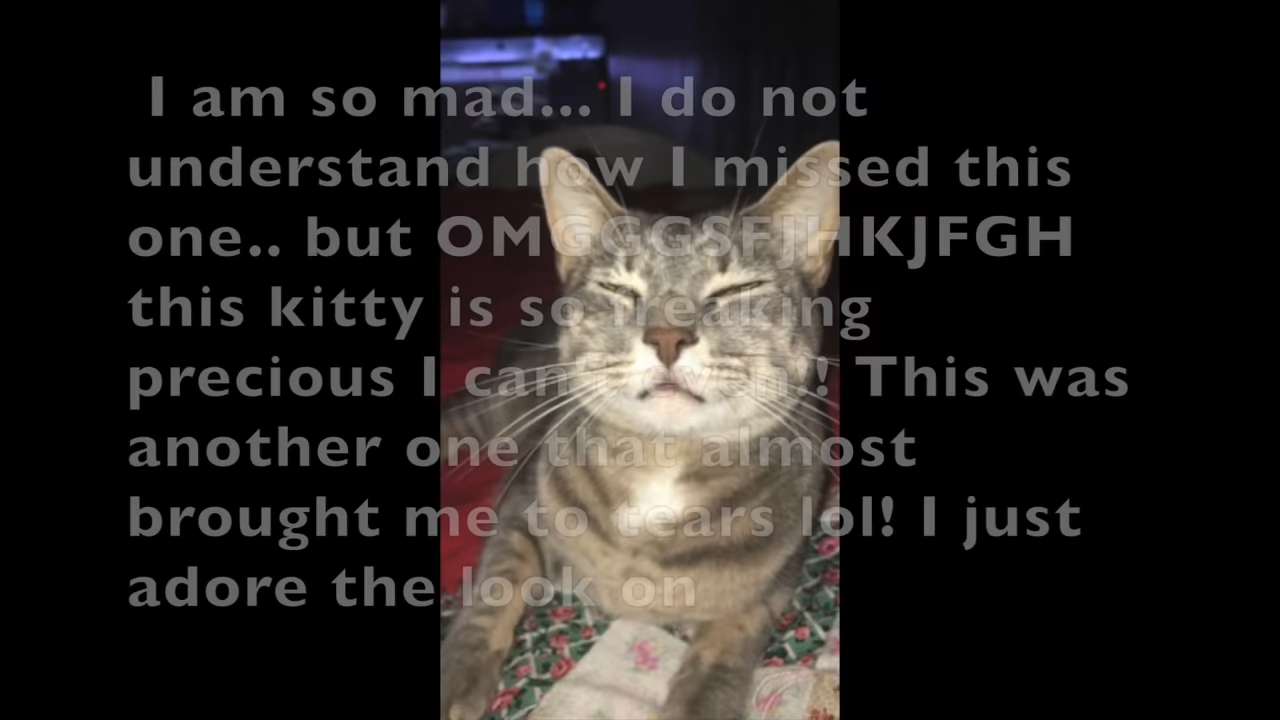 I am so mad... I do not
understand how I missed this
one.. but OMGGGGSFJHKJFGH
this kitty is so freaking
precious I can't even ! This was
another one that almost
brought me to tears lol! I just
adore the look on